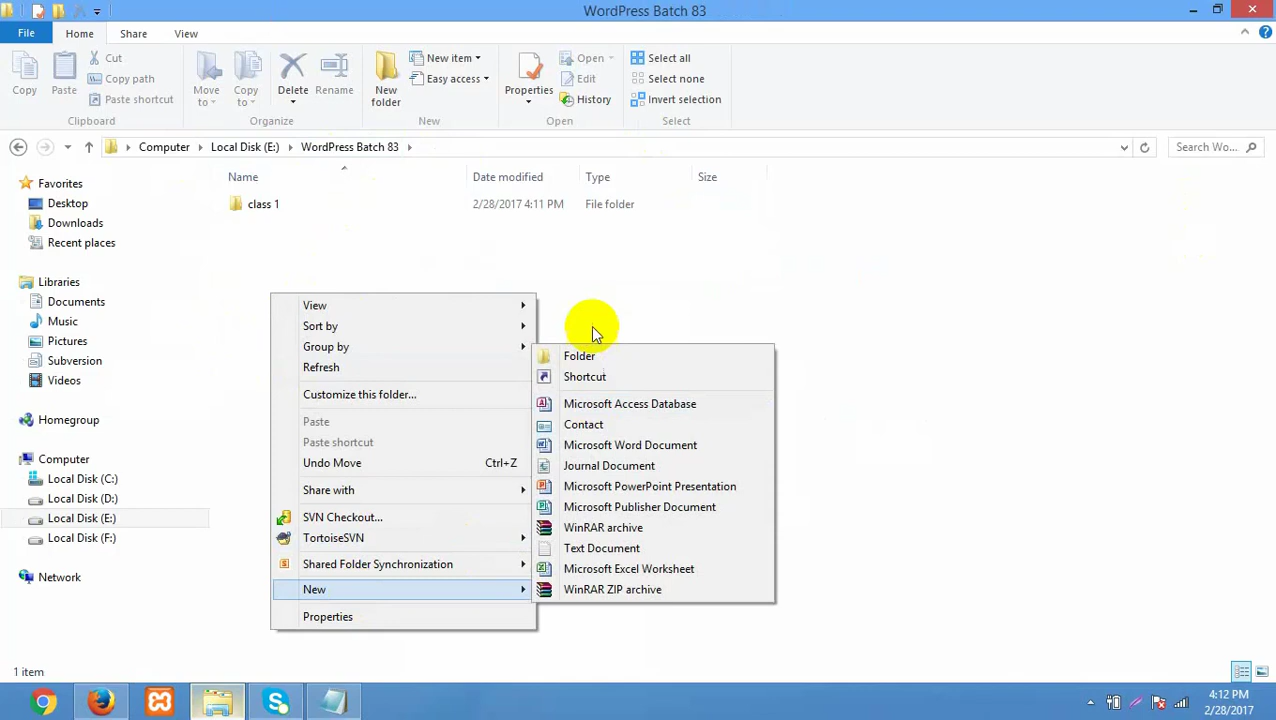 WordPress Batch 83
File
Home
Share
View
Copy
Paste
Cut
Copy path
Paste shortcut
Clipboard
Move to
Copy to
Delete
Rename
Organize
New folder
New item
Easy access
New
Properties
Open
Edit
History
Open
Select all
Select none
Invert selection
Select
Computer
Local Disk (E:)
WordPress Batch 83
Search Wo...
Name
Date modified
Type
Size
class 1
2/28/2017 4:11 PM
File folder
Favorites
Desktop
Downloads
Recent places
Libraries
Documents
Music
Pictures
Subversion
Videos
Homegroup
Computer
Local Disk (C:)
Local Disk (D:)
Local Disk (E:)
Local Disk (F:)
Network
View
Sort by
Group by
Refresh
Customize this folder...
Paste
Paste shortcut
Undo Move Ctrl+Z
Share with
SVN Checkout...
TortoiseSVN
Shared Folder Synchronization
New
Properties
Folder
Shortcut
Microsoft Access Database
Contact
Microsoft Word Document
Journal Document
Microsoft PowerPoint Presentation
Microsoft Publisher Document
WinRAR archive
Text Document
Microsoft Excel Worksheet
WinRAR ZIP archive
1 item
4:12 PM
2/28/2017